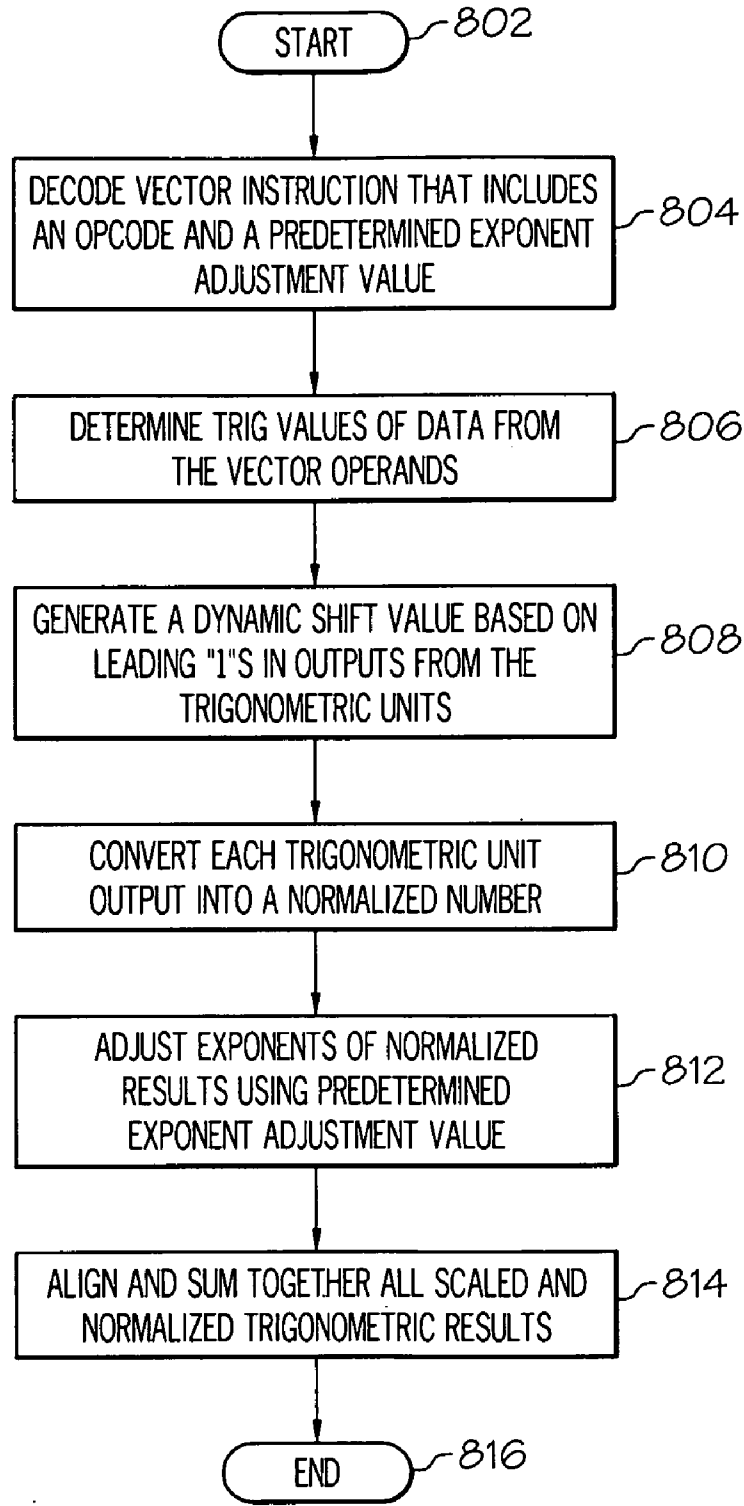 START
802
DECODE VECTOR INSTRUCTION THAT INCLUDES
AN OPCODE AND A PREDETERMINED EXPONENT
ADJUSTMENT VALUE
804
DETERMINE TRIG VALUES OF DATA FROM
THE VECTOR OPERANDS
806
GENERATE A DYNAMIC SHIFT VALUE BASED ON
LEADING "1"S IN OUTPUTS FROM THE
TRIGONOMETRIC UNITS
808
CONVERT EACH TRIGONOMETRIC UNIT
OUTPUT INTO A NORMALIZED NUMBER
810
ADJUST EXPONENTS OF NORMALIZED
RESULTS USING PREDETERMINED
EXPONENT ADJUSTMENT VALUE
812
ALIGN AND SUM TOGETHER ALL SCALED AND
NORMALIZED TRIGONOMETRIC RESULTS
814
END
816